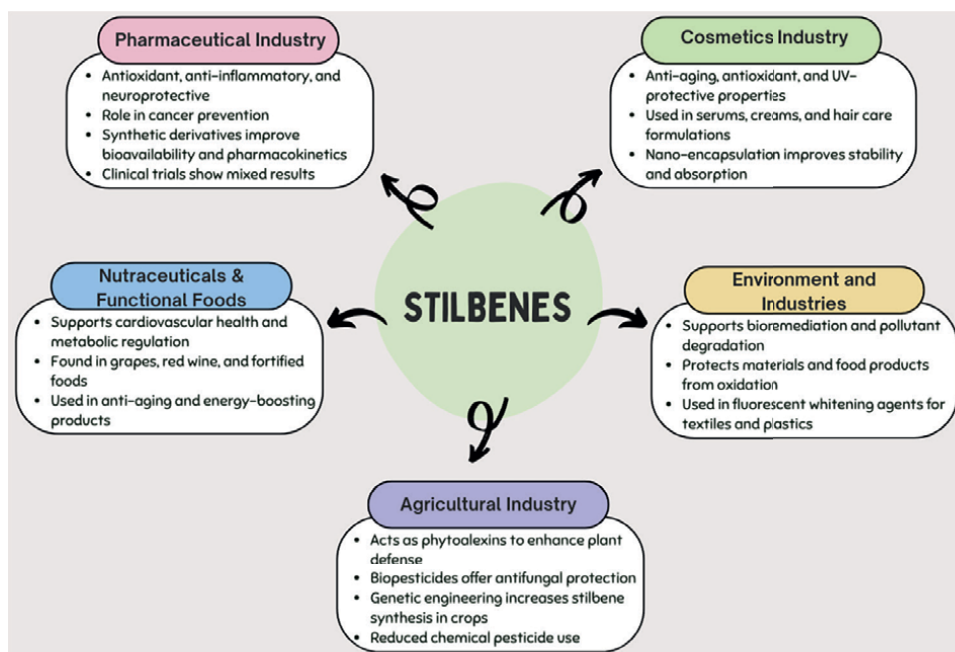 Pharmaceutical Industry
• Antioxidant, anti-inflammatory, and
neuroprotective
• Role in cancer prevention
• Synthetic derivatives improve
bioavailability and pharmacokinetics
• Clinical trials show mixed results
Cosmetics Industry
• Anti-aging, antioxidant, and UV-
protective properties
• Used in serums, creams, and hair care
formulations
• Nano-encapsulation improves stability
and absorption
STILBENES
Nutraceuticals &
Functional Foods
• Supports cardiovascular health and
metabolic regulation
• Found in grapes, red wine, and fortified
foods
• Used in anti-aging and energy-boosting
products
Environment and
Industries
• Supports bioremediation and pollutant
degradation
• Protects materials and food products
from oxidation
• Used in fluorescent whitening agents for
textiles and plastics
Agricultural Industry
• Acts as phytoalexins to enhance plant
defense
• Biopesticides offer antifungal protection
• Genetic engineering increases stilbene
synthesis in crops
• Reduced chemical pesticide use